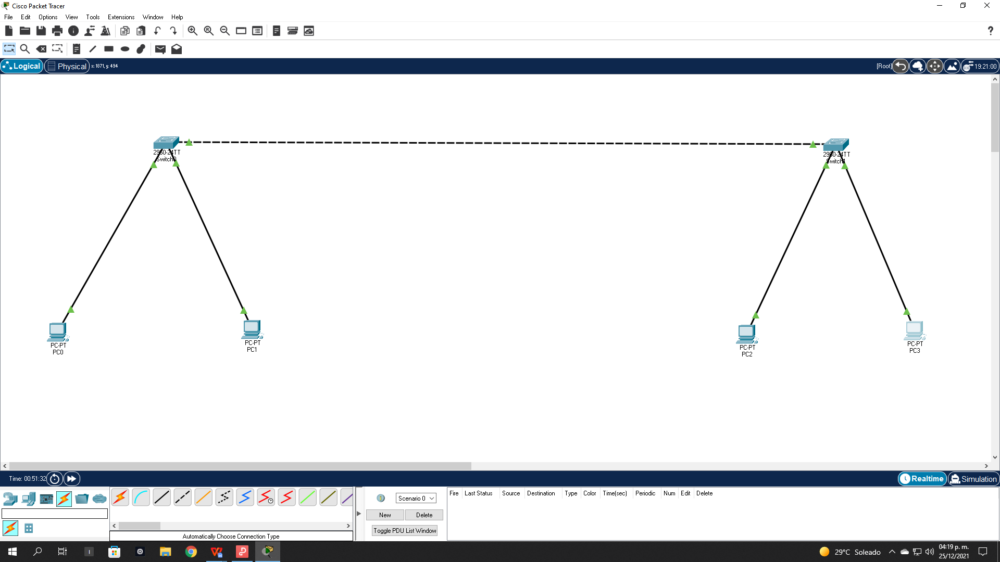 Cisco Packet Tracer
File Edit Options View Tools Extensions Window Help
?
Logical Physical x: 1871, y: 494 [Root] 19:21:00
2960-24TT
Switch0
2960-24TT
Switch1
PC-PT
PC0
PC-PT
PC1
PC-PT
PC2
PC-PT
PC3
Time: 00:51:32 Realtime Simulation
Scenario 0
New Delete
Toggle PDU List Window
Fire Last Status Source Destination Type Color Time(sec) Periodic Num Edit Delete
Automatically Choose Connection Type
29°C Soleado
04:19 p. m.
25/12/2021